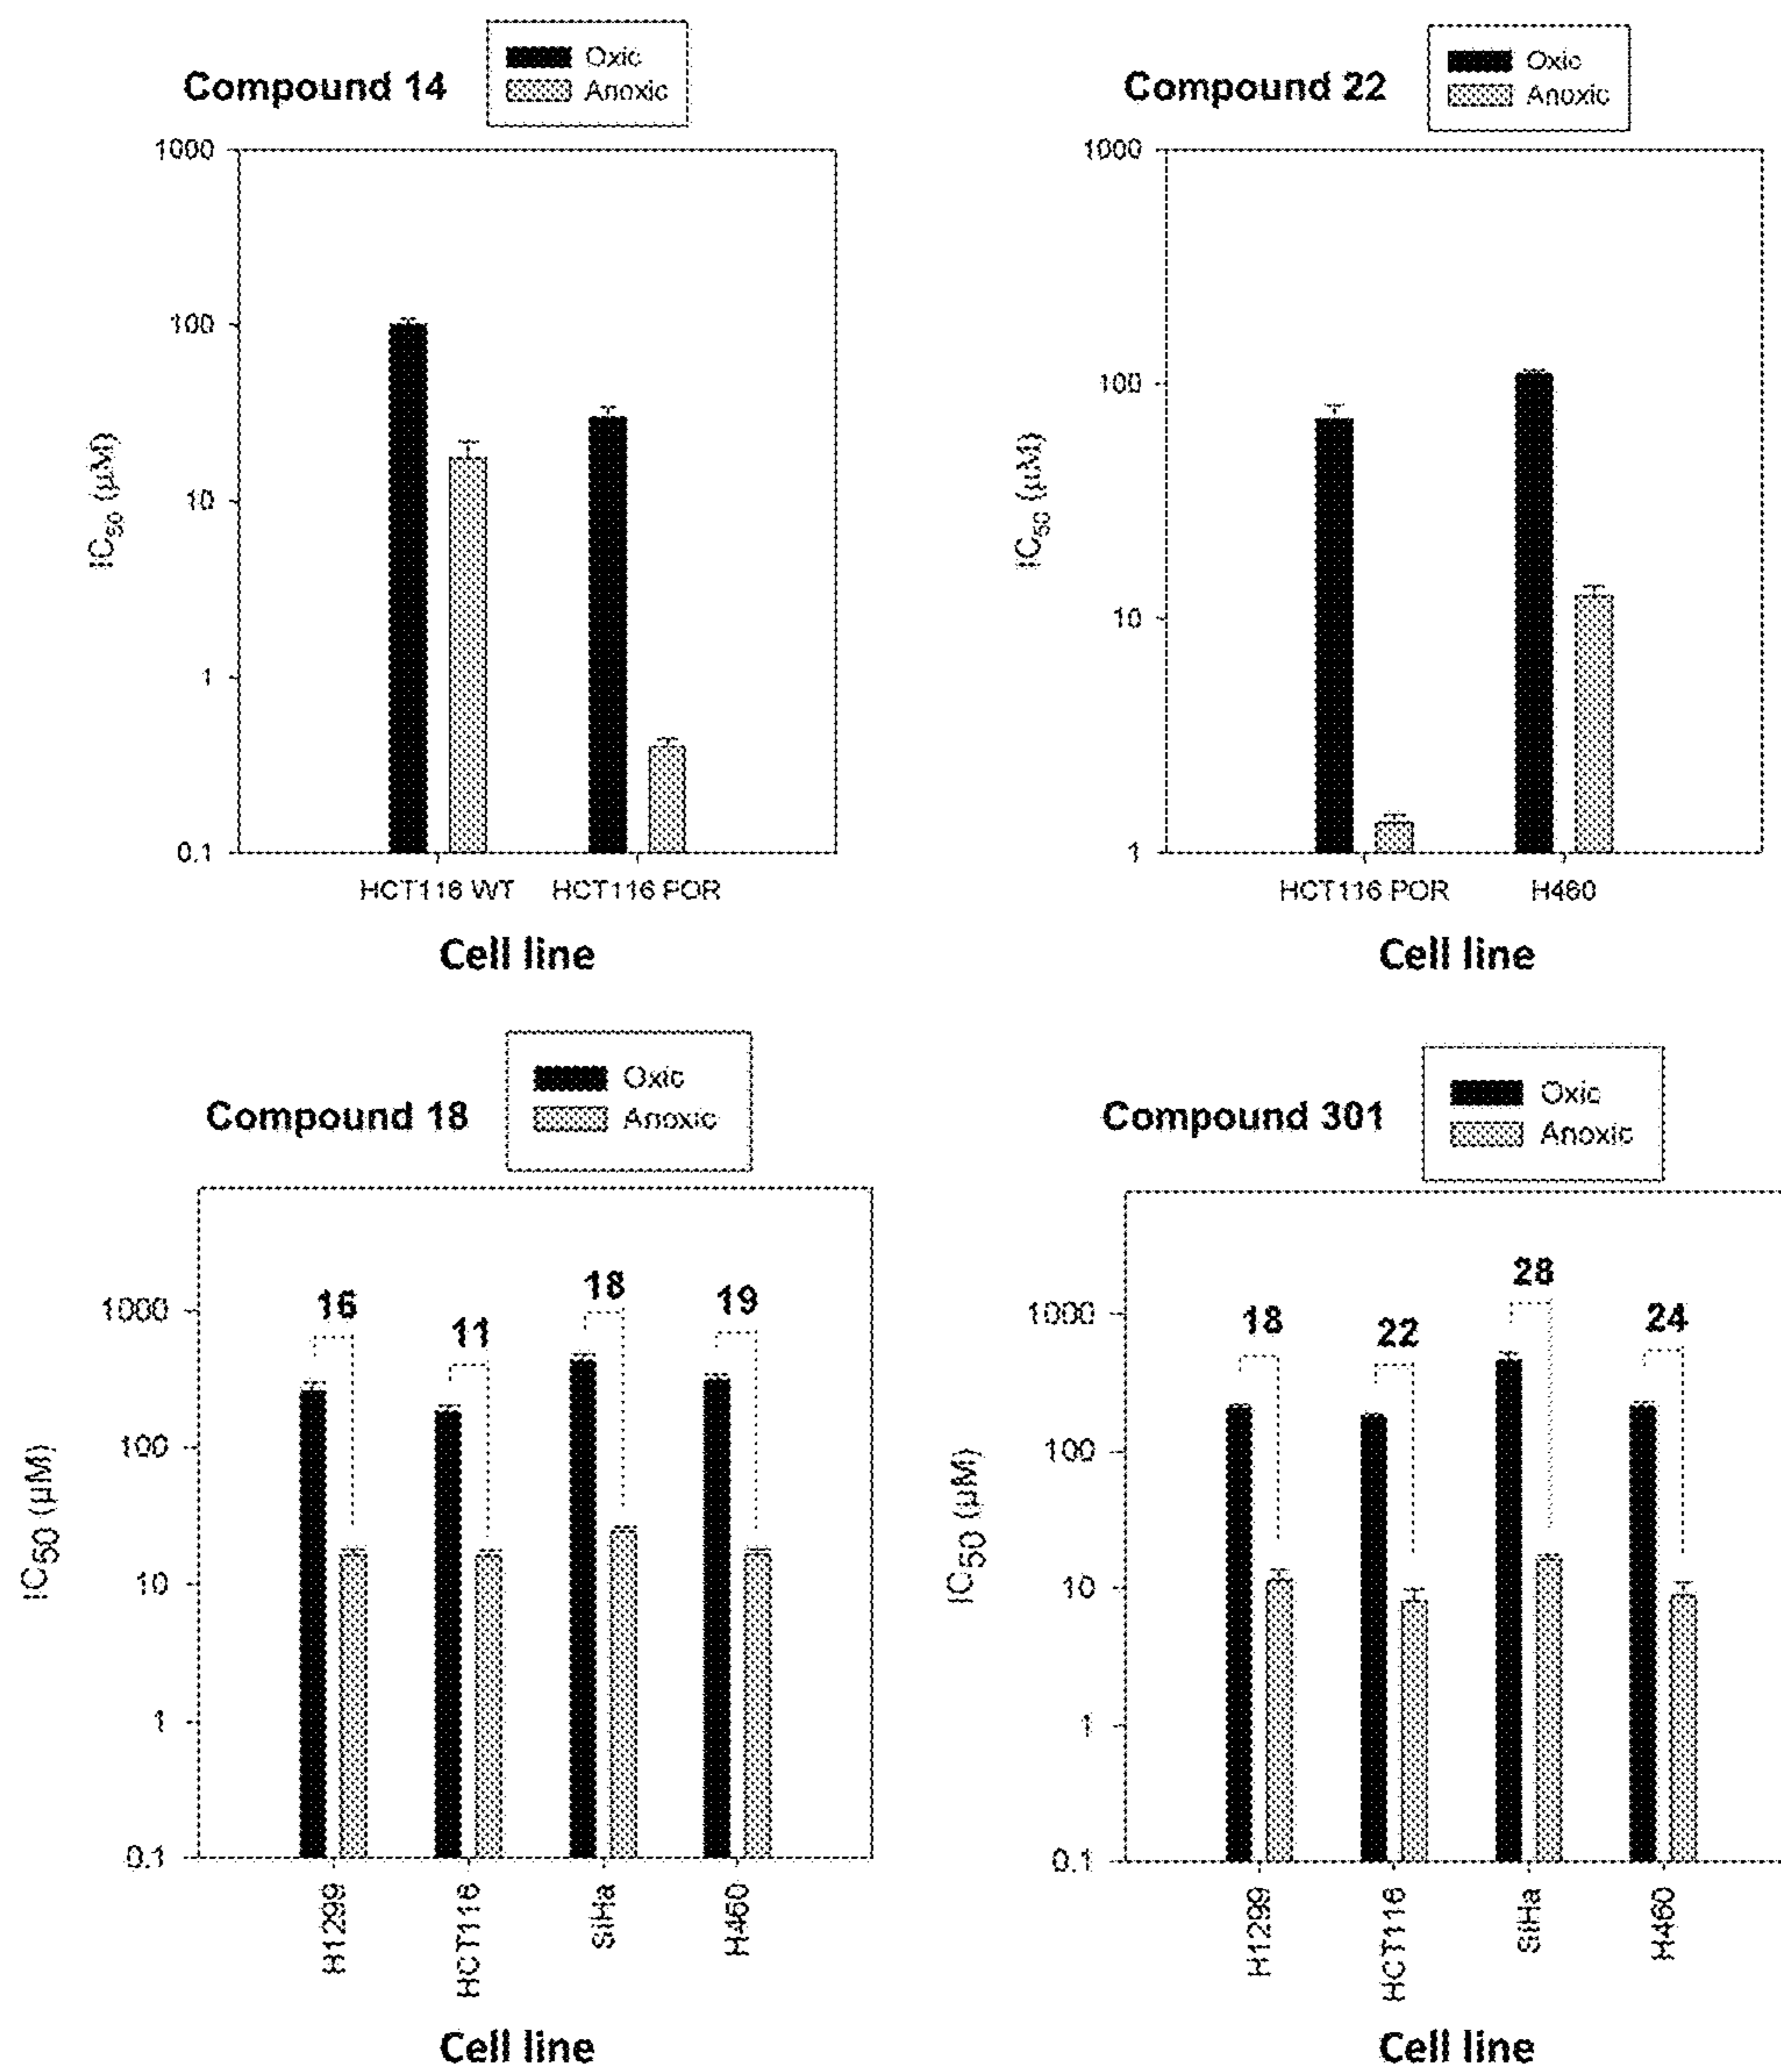 Compound 14
Oxic
Anoxic
1000
100
10
1
0.1
IC50 (µM)
HCT116 WT
HCT116 POR
Cell line
Compound 22
Oxic
Anoxic
1000
100
10
1
IC50 (µM)
HCT116 POR
H460
Cell line
Compound 18
Oxic
Anoxic
1000
100
10
1
0.1
IC50 (µM)
16
11
18
19
H1299
HCT116
SiHa
H460
Cell line
Compound 301
Oxic
Anoxic
1000
100
10
1
0.1
IC50 (µM)
18
22
28
24
H1299
HCT116
SiHa
H460
Cell line